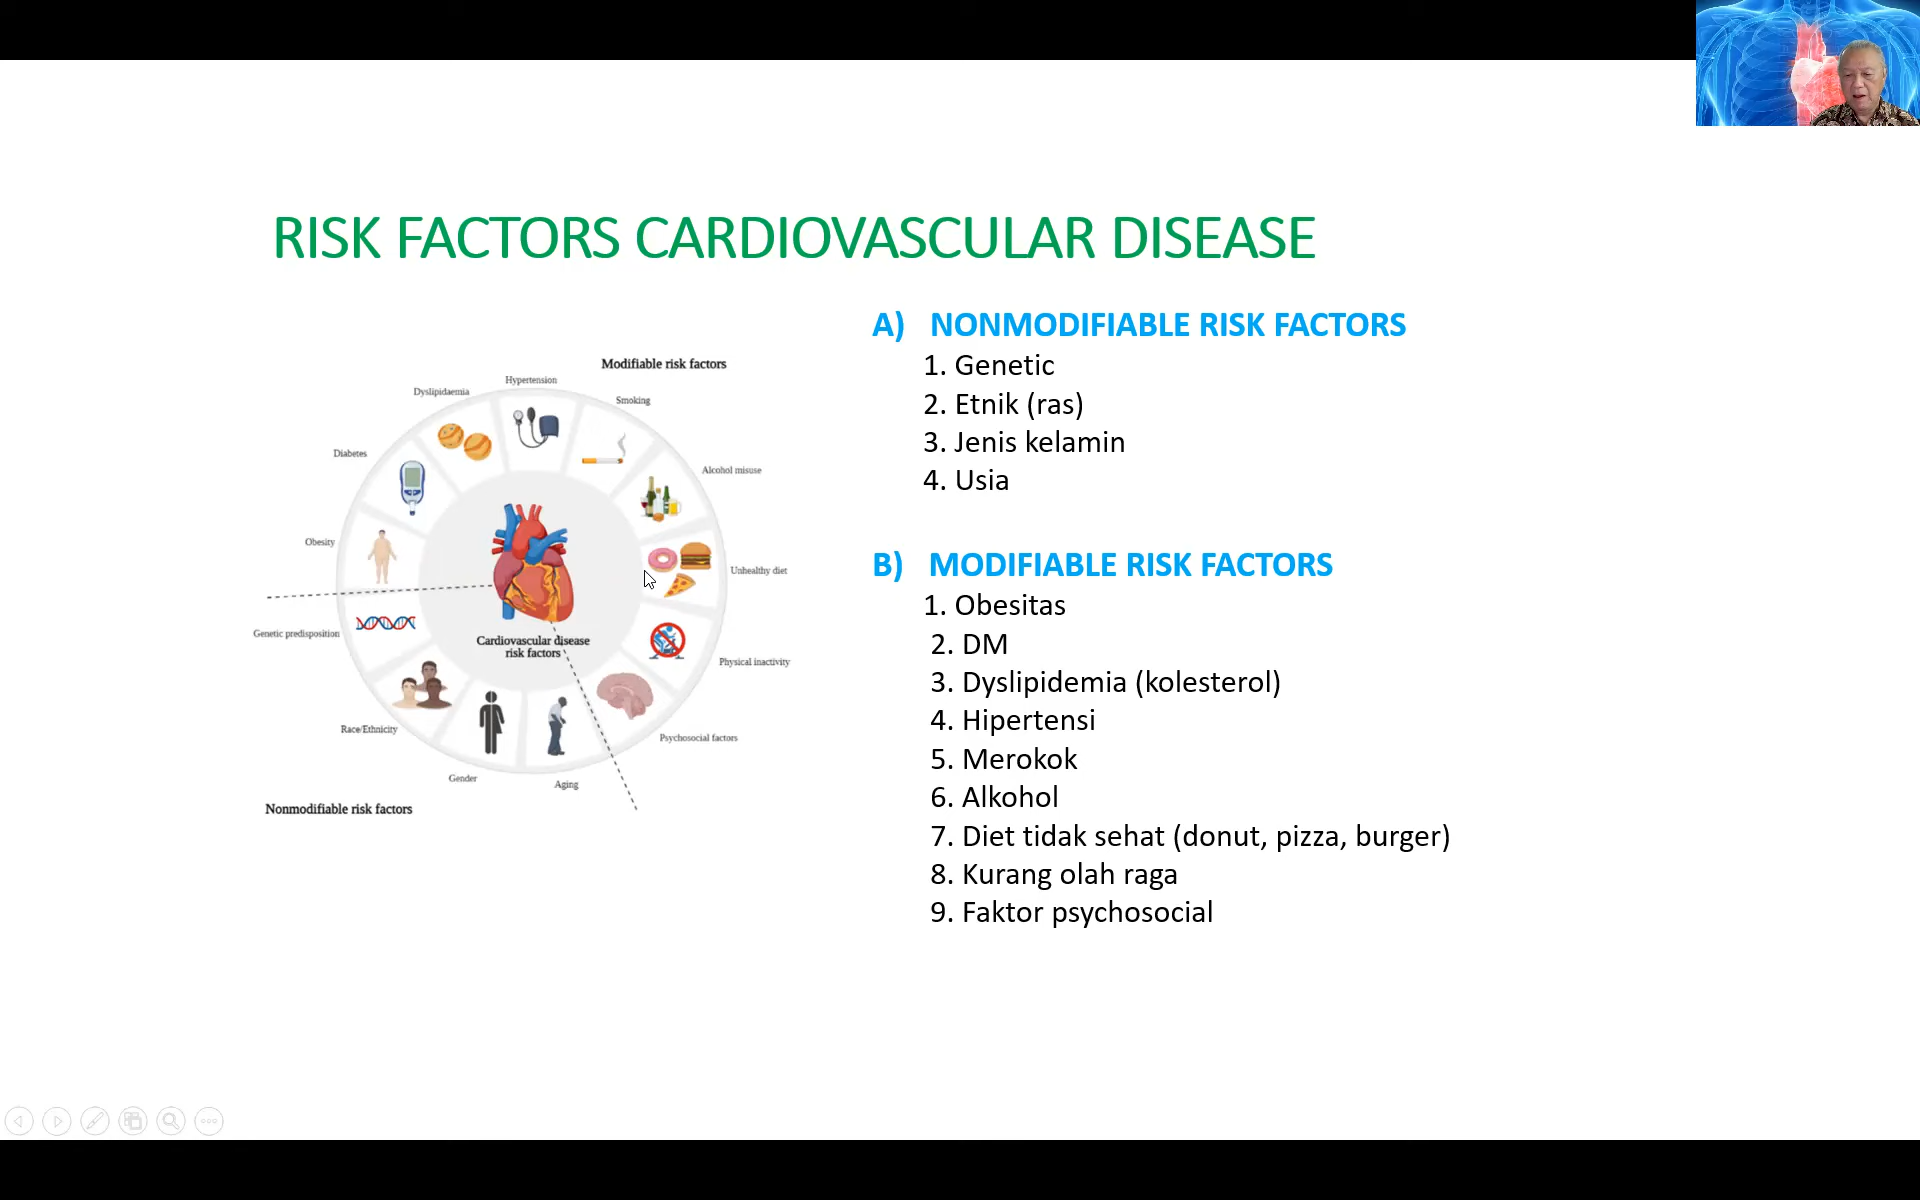 RISK FACTORS CARDIOVASCULAR DISEASE
Modifiable risk factors
Hypertension
Dyslipidaemia
Smoking
Diabetes
Alcohol misuse
Obesity
Unhealthy diet
Genetic predisposition
Cardiovascular disease
risk factors
Physical inactivity
Race/Ethnicity
Psychosocial factors
Gender
Aging
Nonmodifiable risk factors
A) NONMODIFIABLE RISK FACTORS
1. Genetic
2. Etnik (ras)
3. Jenis kelamin
4. Usia
B) MODIFIABLE RISK FACTORS
1. Obesitas
2. DM
3. Dyslipidemia (kolesterol)
4. Hipertensi
5. Merokok
6. Alkohol
7. Diet tidak sehat (donut, pizza, burger)
8. Kurang olah raga
9. Faktor psychosocial